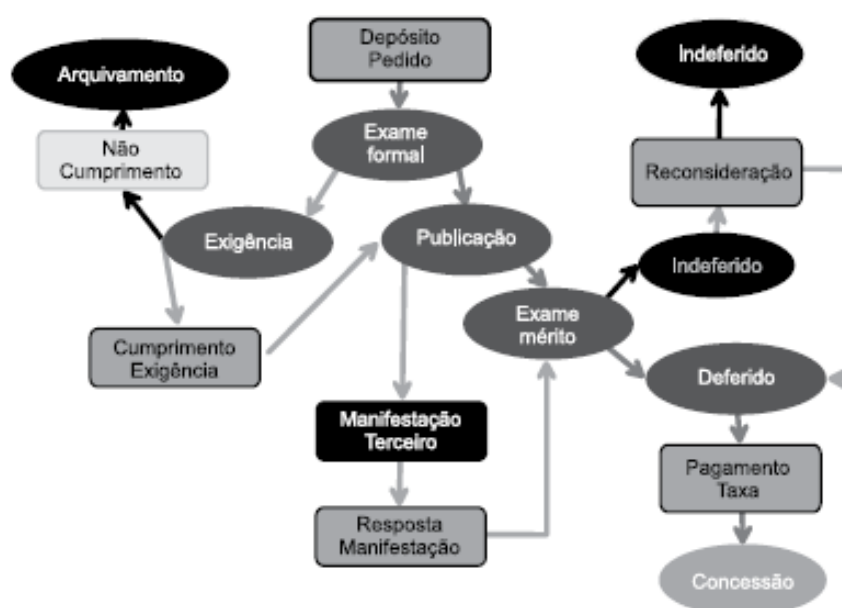 Depósito
Pedido
Indeferido
Arquivamento
Exame
formal
Não
Cumprimento
Reconsideração
Exigência
Publicação
Indeferido
Exame
mérito
Cumprimento
Exigência
Deferido
Manifestação
Terceiro
Pagamento
Taxa
Resposta
Manifestação
Concessão